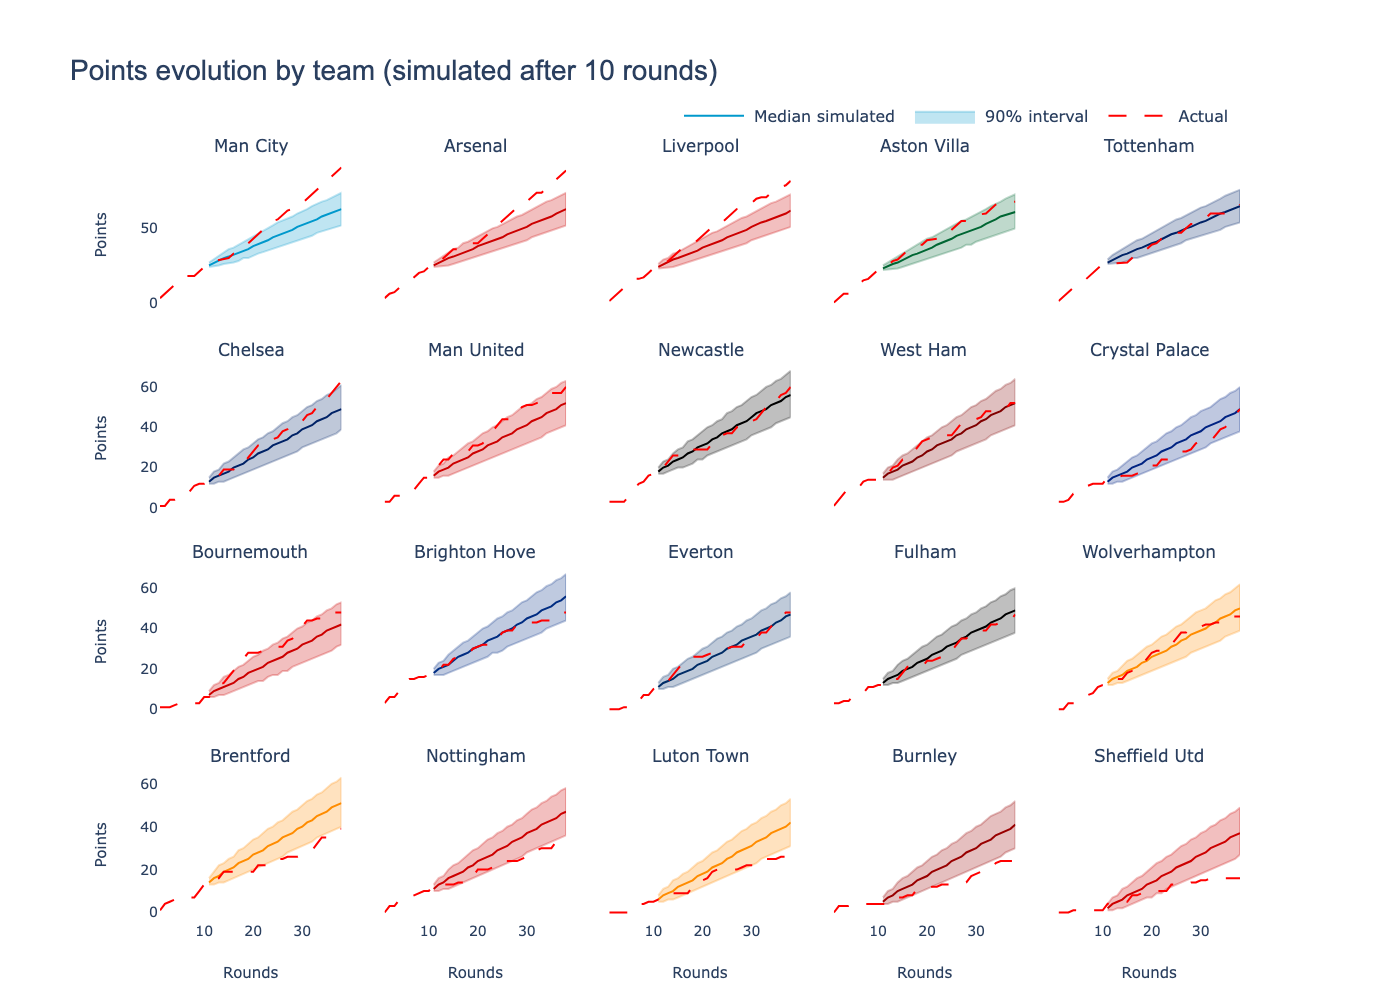 Points evolution by team (simulated after 10 rounds)
Median simulated 90% interval Actual
Man City Arsenal Liverpool Aston Villa Tottenham
Points
50
0
Chelsea Man United Newcastle West Ham Crystal Palace
Points
60
40
20
0
Bournemouth Brighton Hove Everton Fulham Wolverhampton
Points
60
40
20
0
Brentford Nottingham Luton Town Burnley Sheffield Utd
Points
60
40
20
0
10 20 30 10 20 30 10 20 30 10 20 30 10 20 30
Rounds Rounds Rounds Rounds Rounds